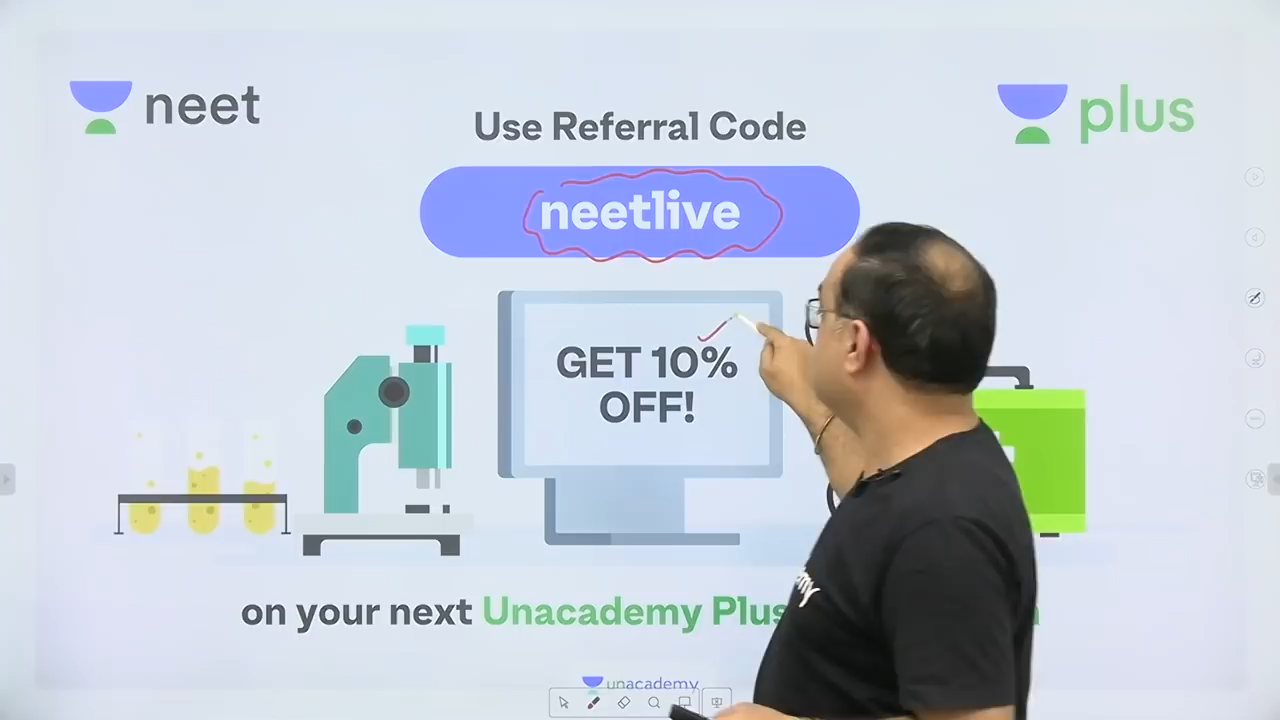 neet
plus
Use Referral Code
neetlive
GET 10%
OFF!
on your next Unacademy Plus
unacademy